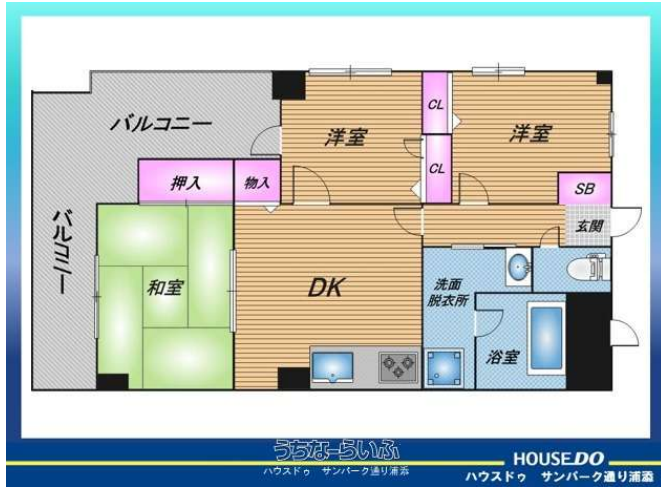 バルコニー
洋室
CL
洋室
CL
押入
物入
SB
玄関
バルコニー
和室
DK
洗面
脱衣所
浴室
うちなーらいふ
ハウスドゥ サンパーク通り浦添
HOUSE.DO
ハウスドゥ サンパーク通り浦添